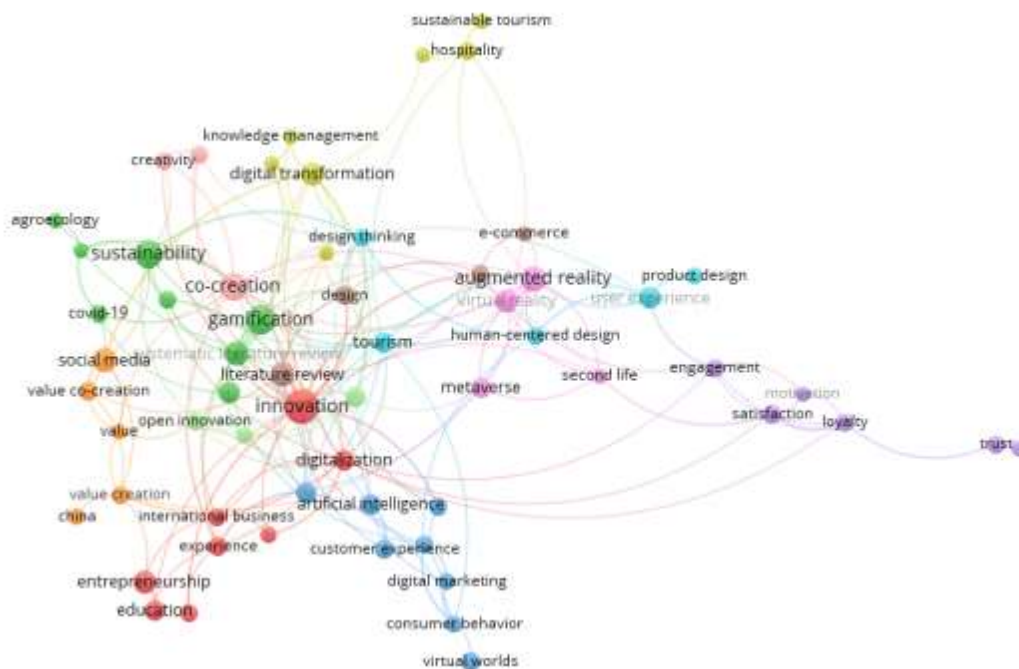 sustainable tourism
hospitality
knowledge management
creativity
digital transformation
agroecology
design thinking
e-commerce
sustainability
augmented reality
product design
co-creation
virtual reality
user experience
design
covid-19
gamification
human-centered design
tourism
systematic literature review
social media
literature review
engagement
second life
value co-creation
metaverse
motivation
innovation
satisfaction
loyalty
open innovation
value
trust
digitalization
value creation
artificial intelligence
china
international business
experience
customer experience
entrepreneurship
digital marketing
education
consumer behavior
virtual worlds